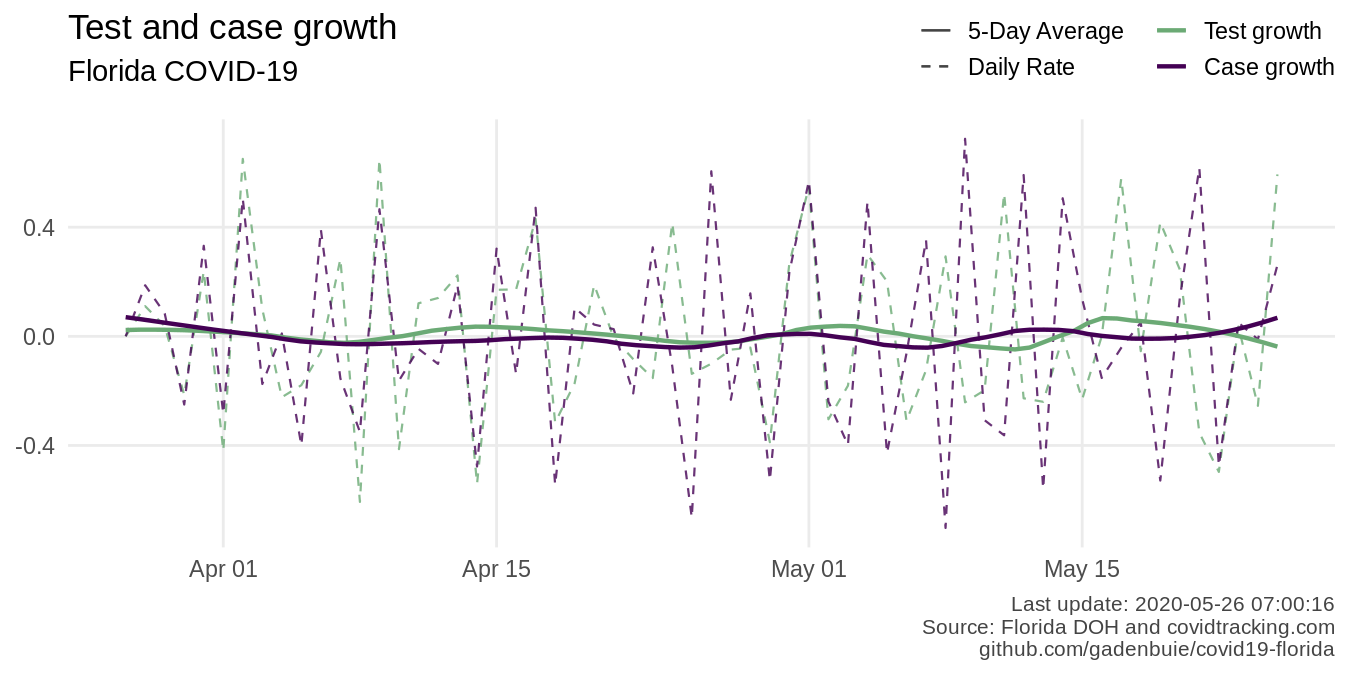 Test and case growth
Florida COVID-19
5-Day Average
Test growth
Daily Rate
Case growth
0.4
0.0
-0.4
Apr 01
Apr 15
May 01
May 15
Last update: 2020-05-26 07:00:16
Source: Florida DOH and covidtracking.com
github.com/gadenbuie/covid19-florida